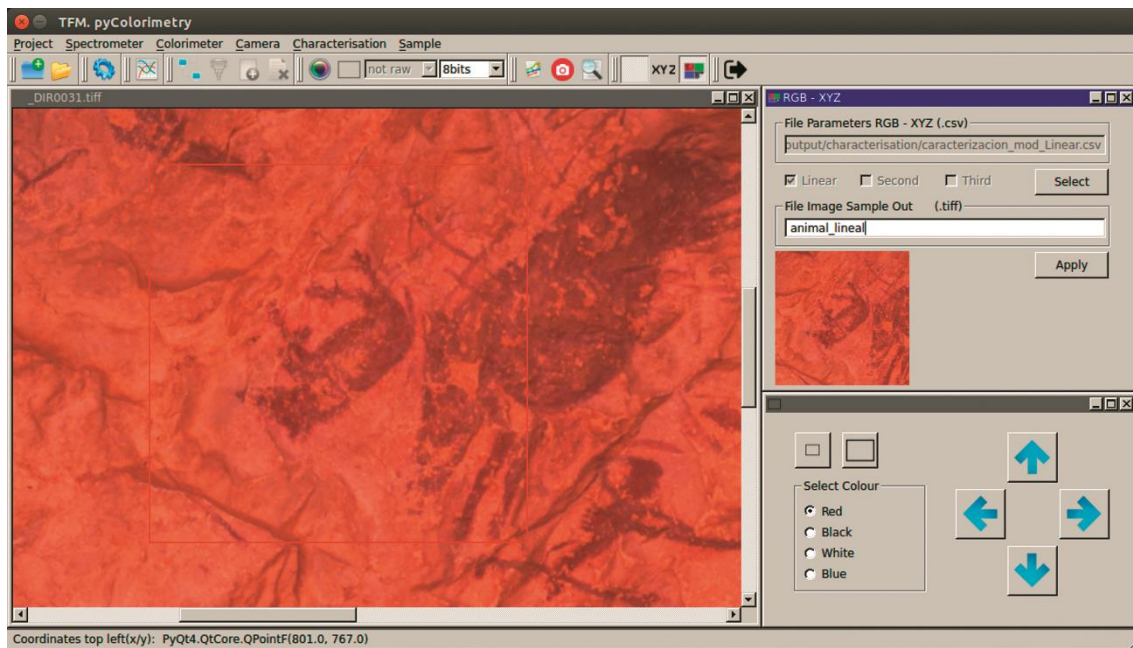 TFM. pyColorimetry
Project Spectrometer Colorimeter Camera Characterisation Sample
not raw 8bits XYZ
_DIR0031.tiff
RGB - XYZ
File Parameters RGB - XYZ (.csv)
output/characterisation/caracterizacion_mod_Linear.csv
Linear Second Third Select
File Image Sample Out (.tiff)
animal_lineal
Apply
Select Colour
Red
Black
White
Blue
Coordinates top left(x/y): PyQt4.QtCore.QPointF(801.0, 767.0)